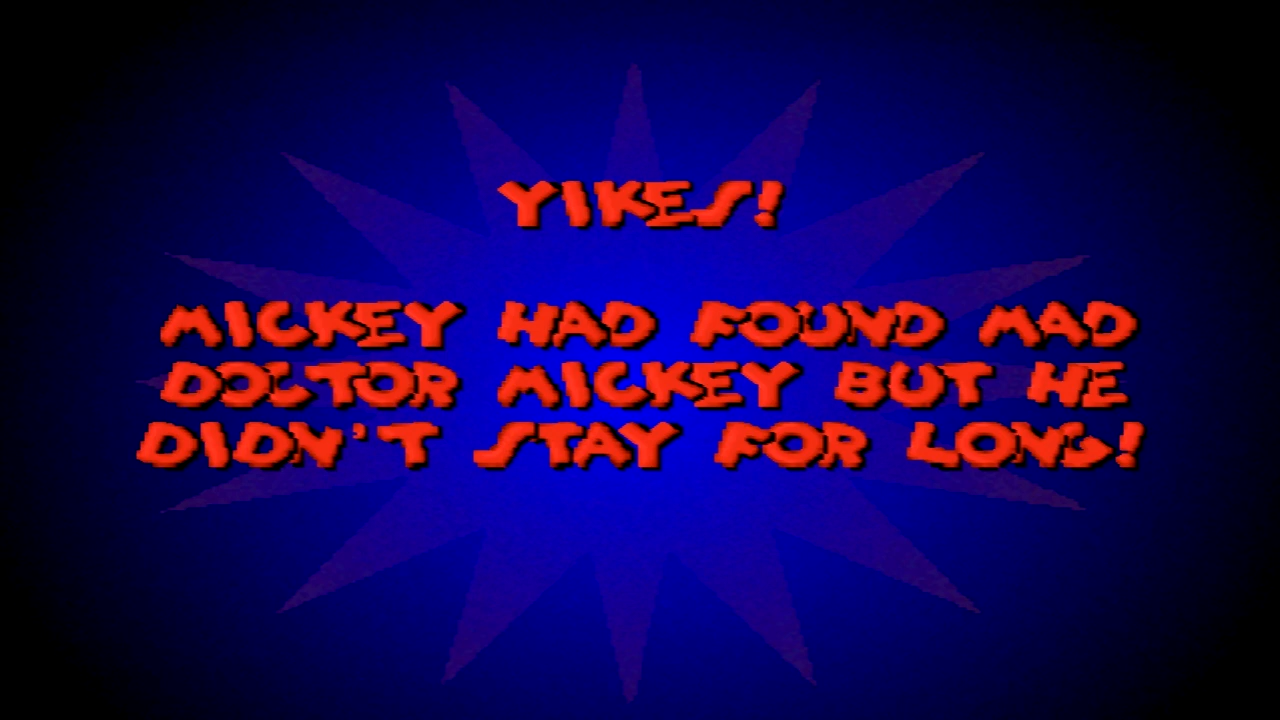 YIKES!
MICKEY HAD FOUND MAD
DOCTOR MICKEY BUT HE
DIDN'T STAY FOR LONG!